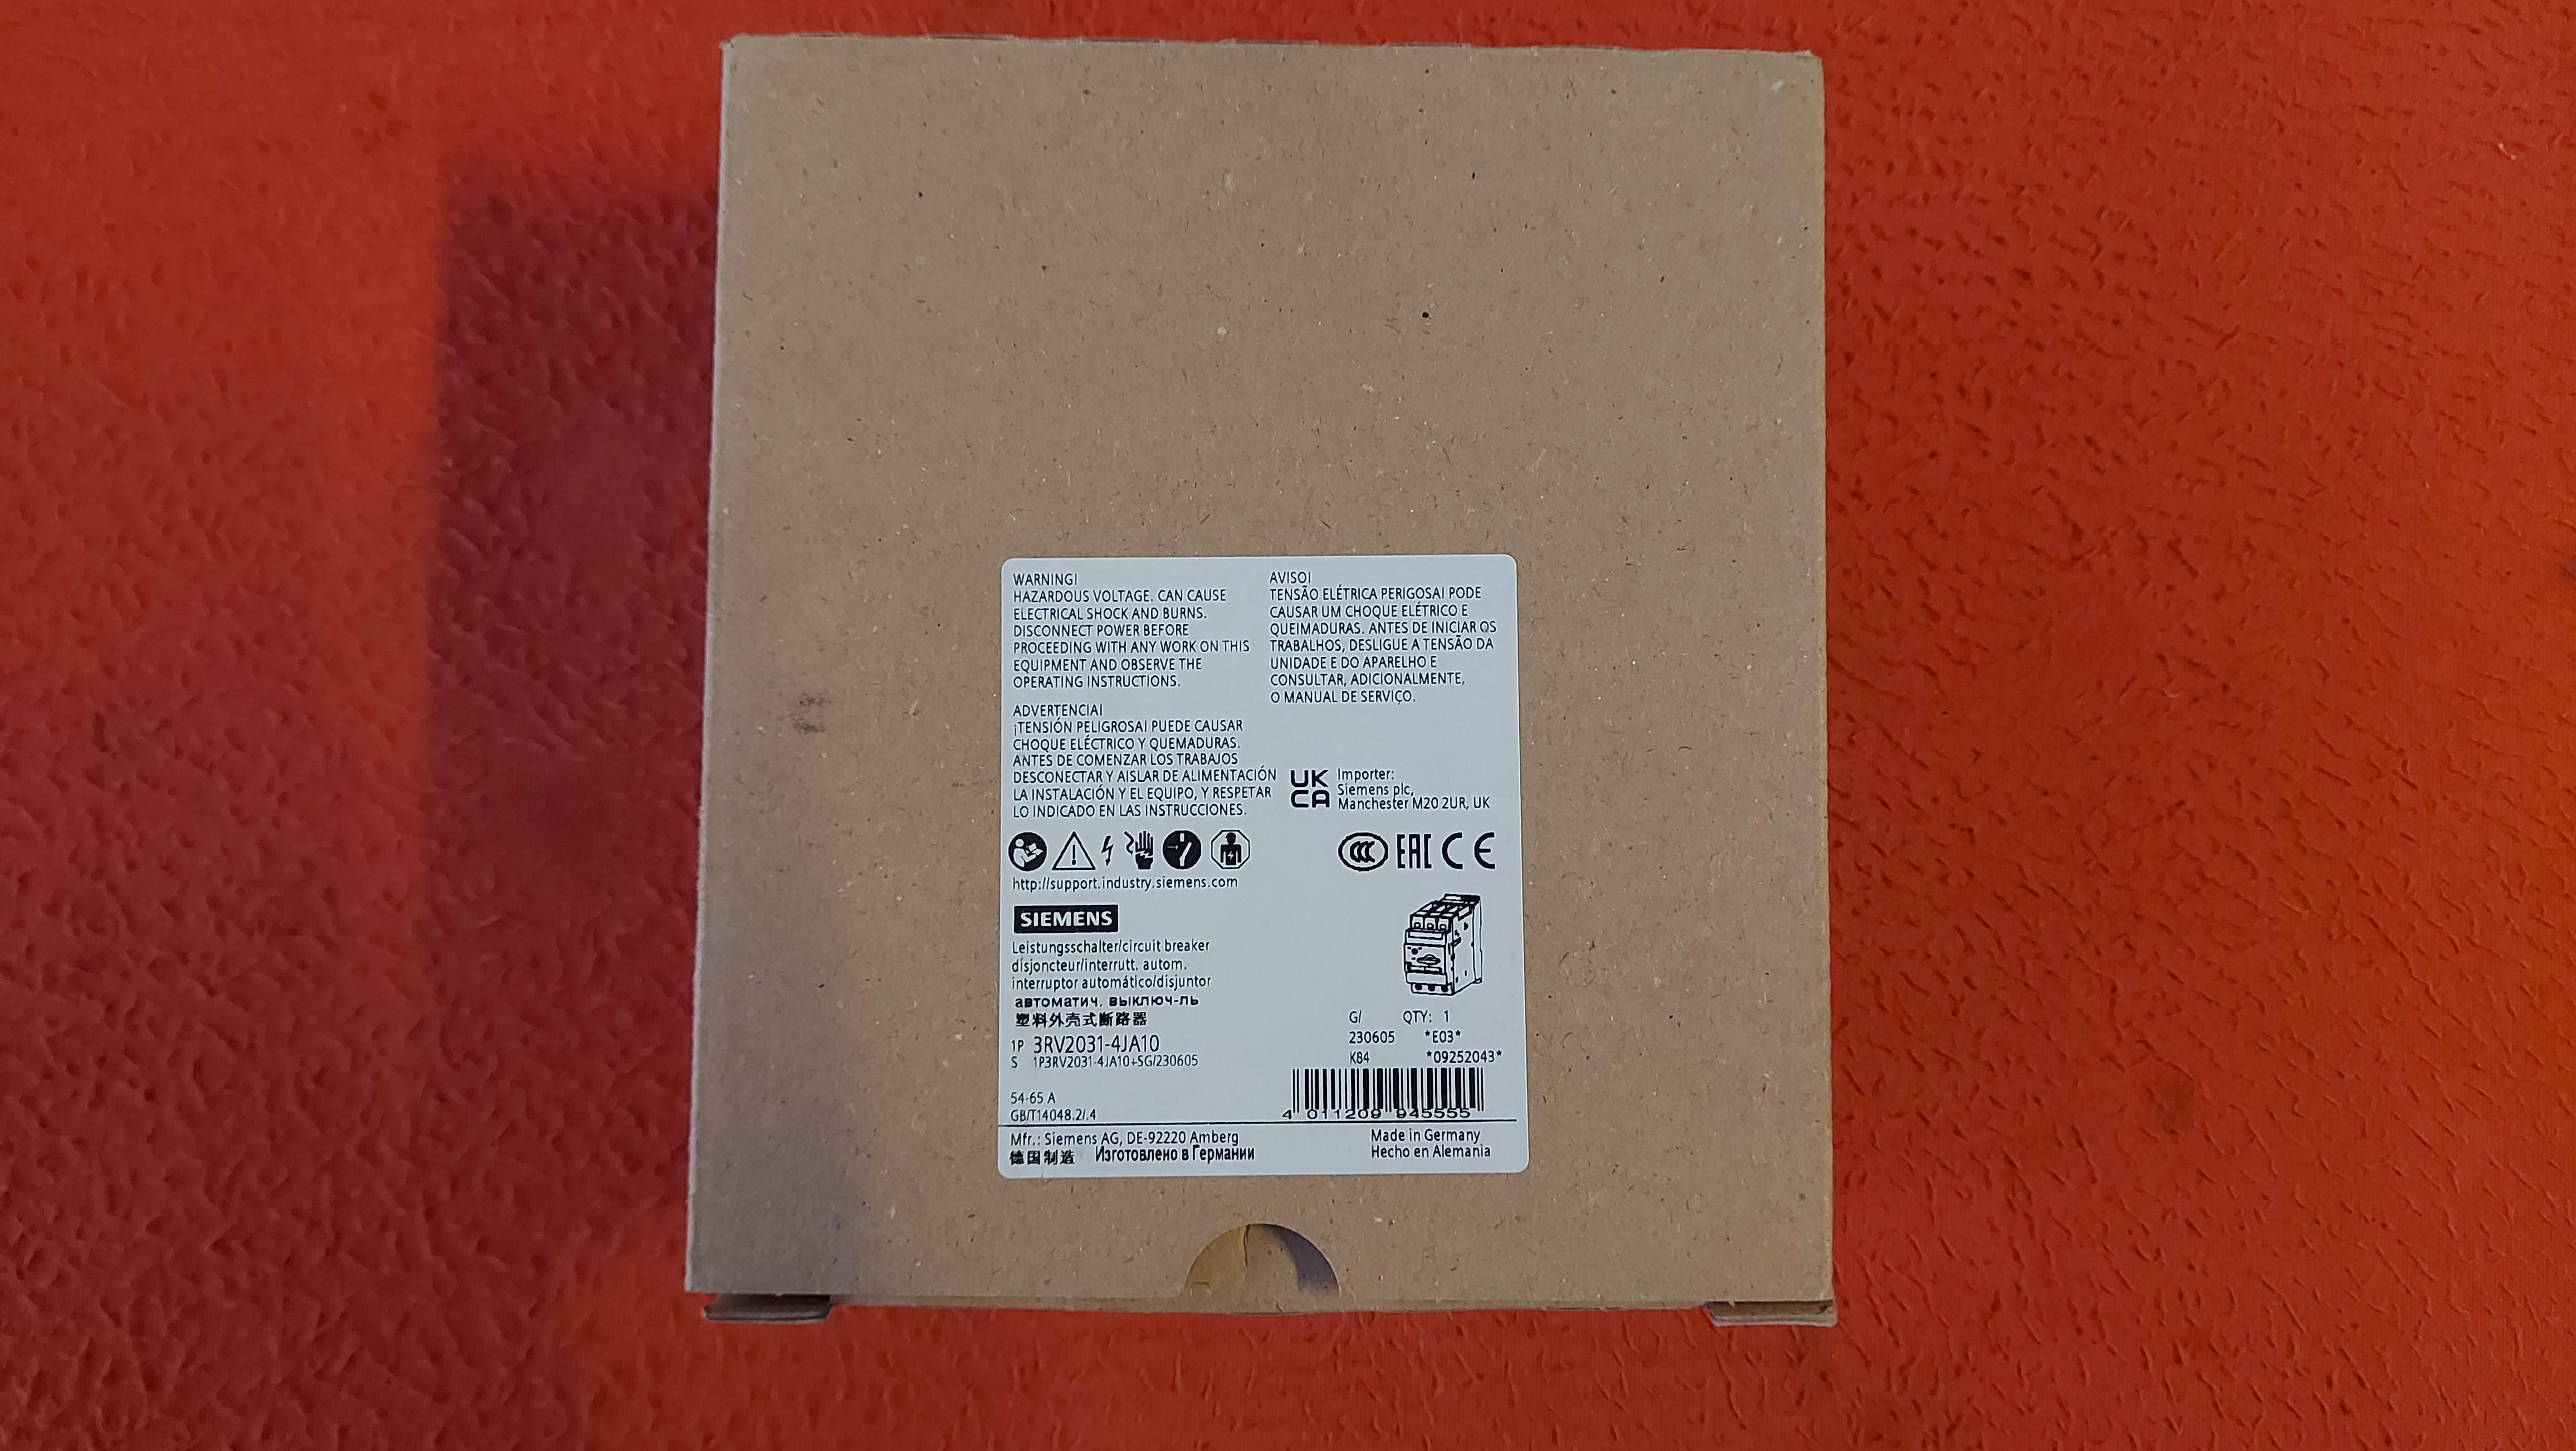 WARNING!
HAZARDOUS VOLTAGE. CAN CAUSE
ELECTRICAL SHOCK AND BURNS.
DISCONNECT POWER BEFORE
PROCEEDING WITH ANY WORK ON THIS
EQUIPMENT AND OBSERVE THE
OPERATING INSTRUCTIONS.
ADVERTENCIA!
¡TENSIÓN PELIGROSA! PUEDE CAUSAR
CHOQUE ELÉCTRICO Y QUEMADURAS.
ANTES DE COMENZAR LOS TRABAJOS
DESCONECTAR Y AISLAR DE ALIMENTACIÓN
LA INSTALACIÓN Y EL EQUIPO, Y RESPETAR
LO INDICADO EN LAS INSTRUCCIONES.
AVISO!
TENSÃO ELÉTRICA PERIGOSA! PODE
CAUSAR UM CHOQUE ELÉTRICO E
QUEIMADURAS. ANTES DE INICIAR OS
TRABALHOS, DESLIGUE A TENSÃO DA
UNIDADE E DO APARELHO E
CONSULTAR, ADICIONALMENTE,
O MANUAL DE SERVIÇO.
UK
CA
Importer:
Siemens plc,
Manchester M20 2UR, UK
CCC EAC CE
http://support.industry.siemens.com
SIEMENS
Leistungsschalter/circuit breaker
disjoncteur/interrutt. autom.
interruptor automático/disjuntor
автоматич. выключ-ль
塑料外壳式断路器
1P 3RV2031-4JA10
S 1P3RV2031-4JA10+SG/230605
G/ QTY: 1
230605 *E03*
K84 *09252043*
54-65 A
GB/T14048.2/.4
4 011209 945555
Mfr.: Siemens AG, DE-92220 Amberg
德国制造 Изготовлено в Германии
Made in Germany
Hecho en Alemania